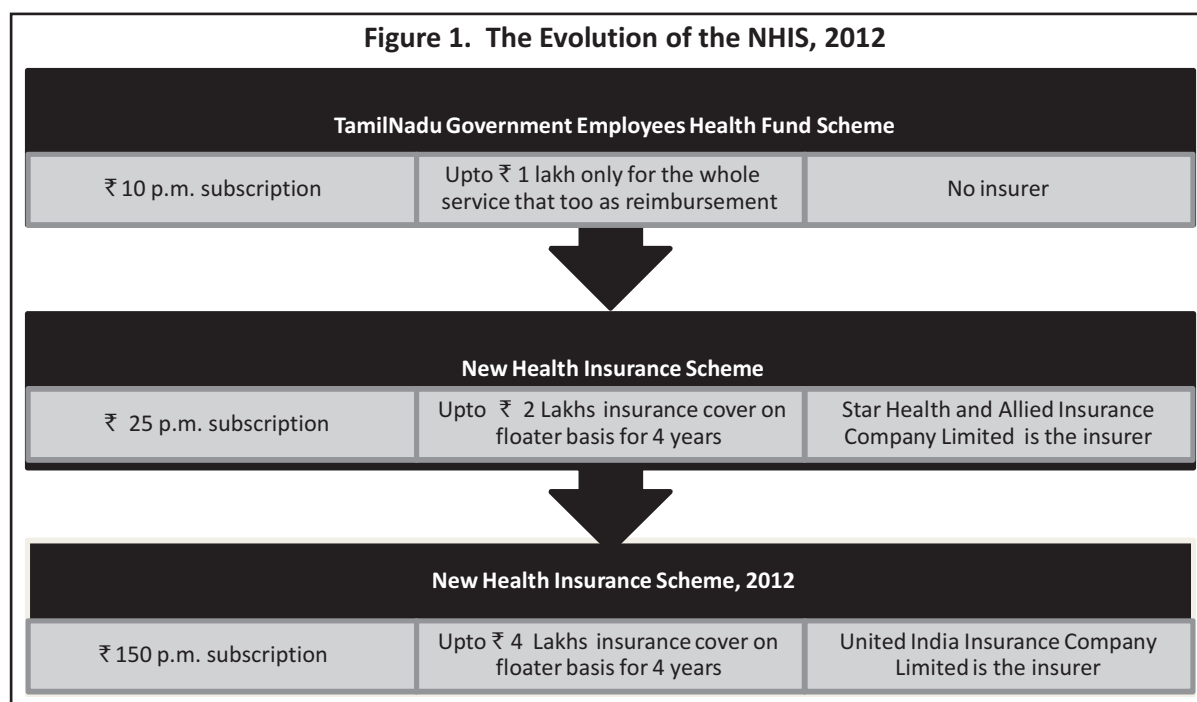 Figure 1. The Evolution of the NHIS, 2012
TamilNadu Government Employees Health Fund Scheme
₹ 10 p.m. subscription
Upto ₹ 1 lakh only for the whole
service that too as reimbursement
No insurer
New Health Insurance Scheme
₹ 25 p.m. subscription
Upto ₹ 2 Lakhs insurance cover on
floater basis for 4 years
Star Health and Allied Insurance
Company Limited is the insurer
New Health Insurance Scheme, 2012
₹ 150 p.m. subscription
Upto ₹ 4 Lakhs insurance cover on
floater basis for 4 years
United India Insurance Company
Limited is the insurer